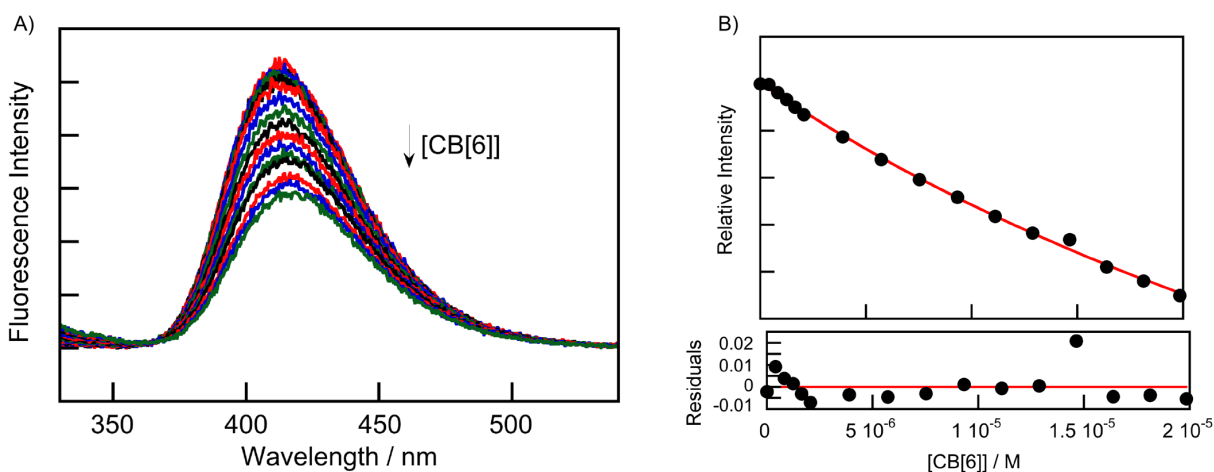 A)
Fluorescence Intensity
[CB[6]]
350
400
450
500
Wavelength / nm
B)
Relative Intensity
Residuals
0.02
0.01
0
-0.01
0
5 10-6
1 10-5
1.5 10-5
2 10-5
[CB[6]] / M